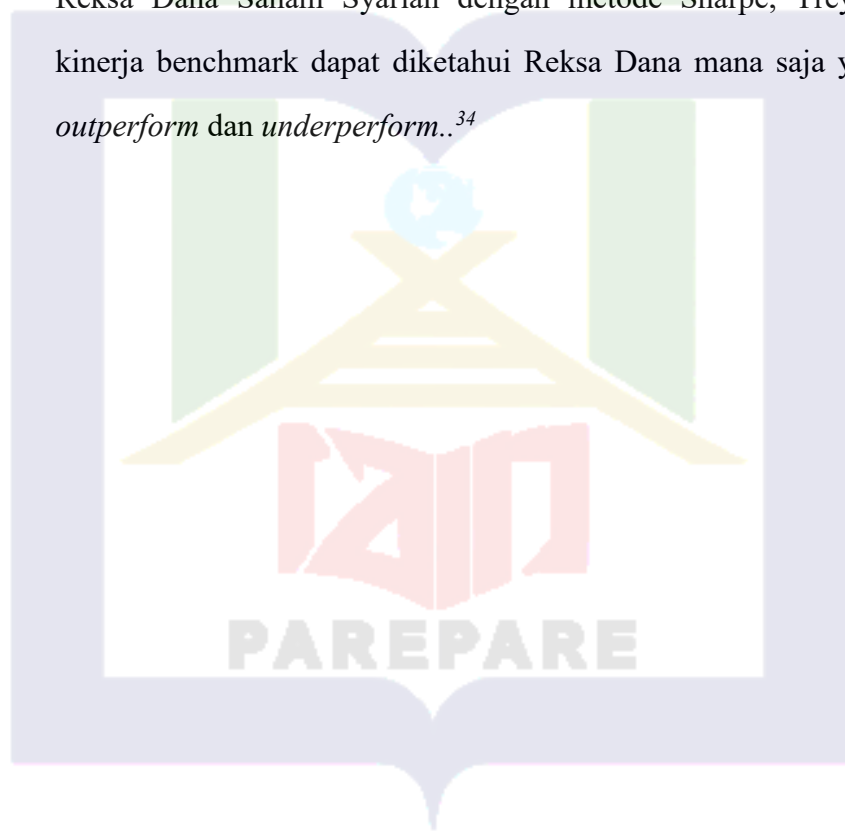 Reksa Dana Saham Syariah dengan metode Sharpe,
kinerja benchmark dapat diketahui Reksa Dana mana saja
outperform dan underperform..34
PAREPARE